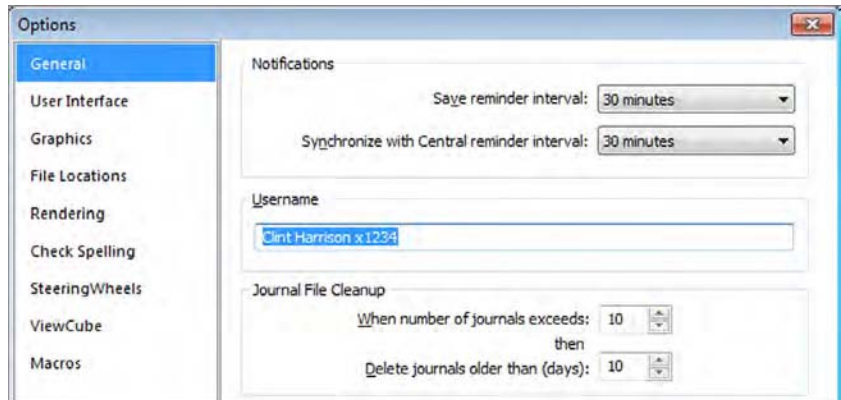 Options
General
User Interface
Graphics
File Locations
Rendering
Check Spelling
SteeringWheels
ViewCube
Macros
Notifications
Save reminder interval: 30 minutes
Synchronize with Central reminder interval: 30 minutes
Username
Clint Harrison x1234
Journal File Cleanup
When number of journals exceeds: 10
then
Delete journals older than (days): 10